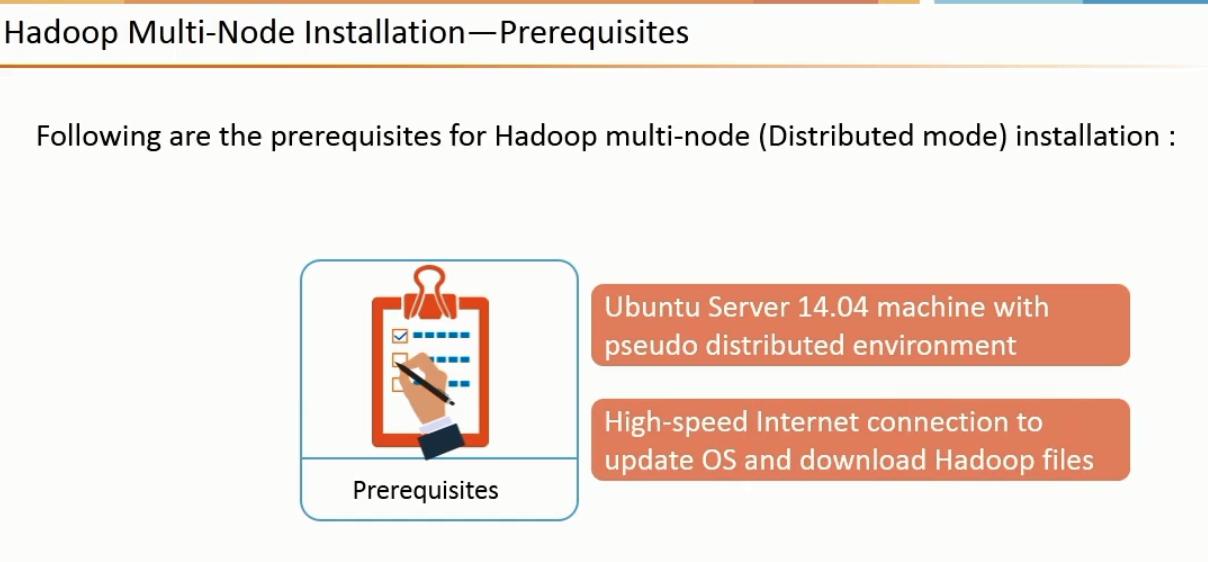 Hadoop Multi-Node Installation—Prerequisites
Following are the prerequisites for Hadoop multi-node (Distributed mode) installation :
Ubuntu Server 14.04 machine with
pseudo distributed environment
High-speed Internet connection to
update OS and download Hadoop files
Prerequisites